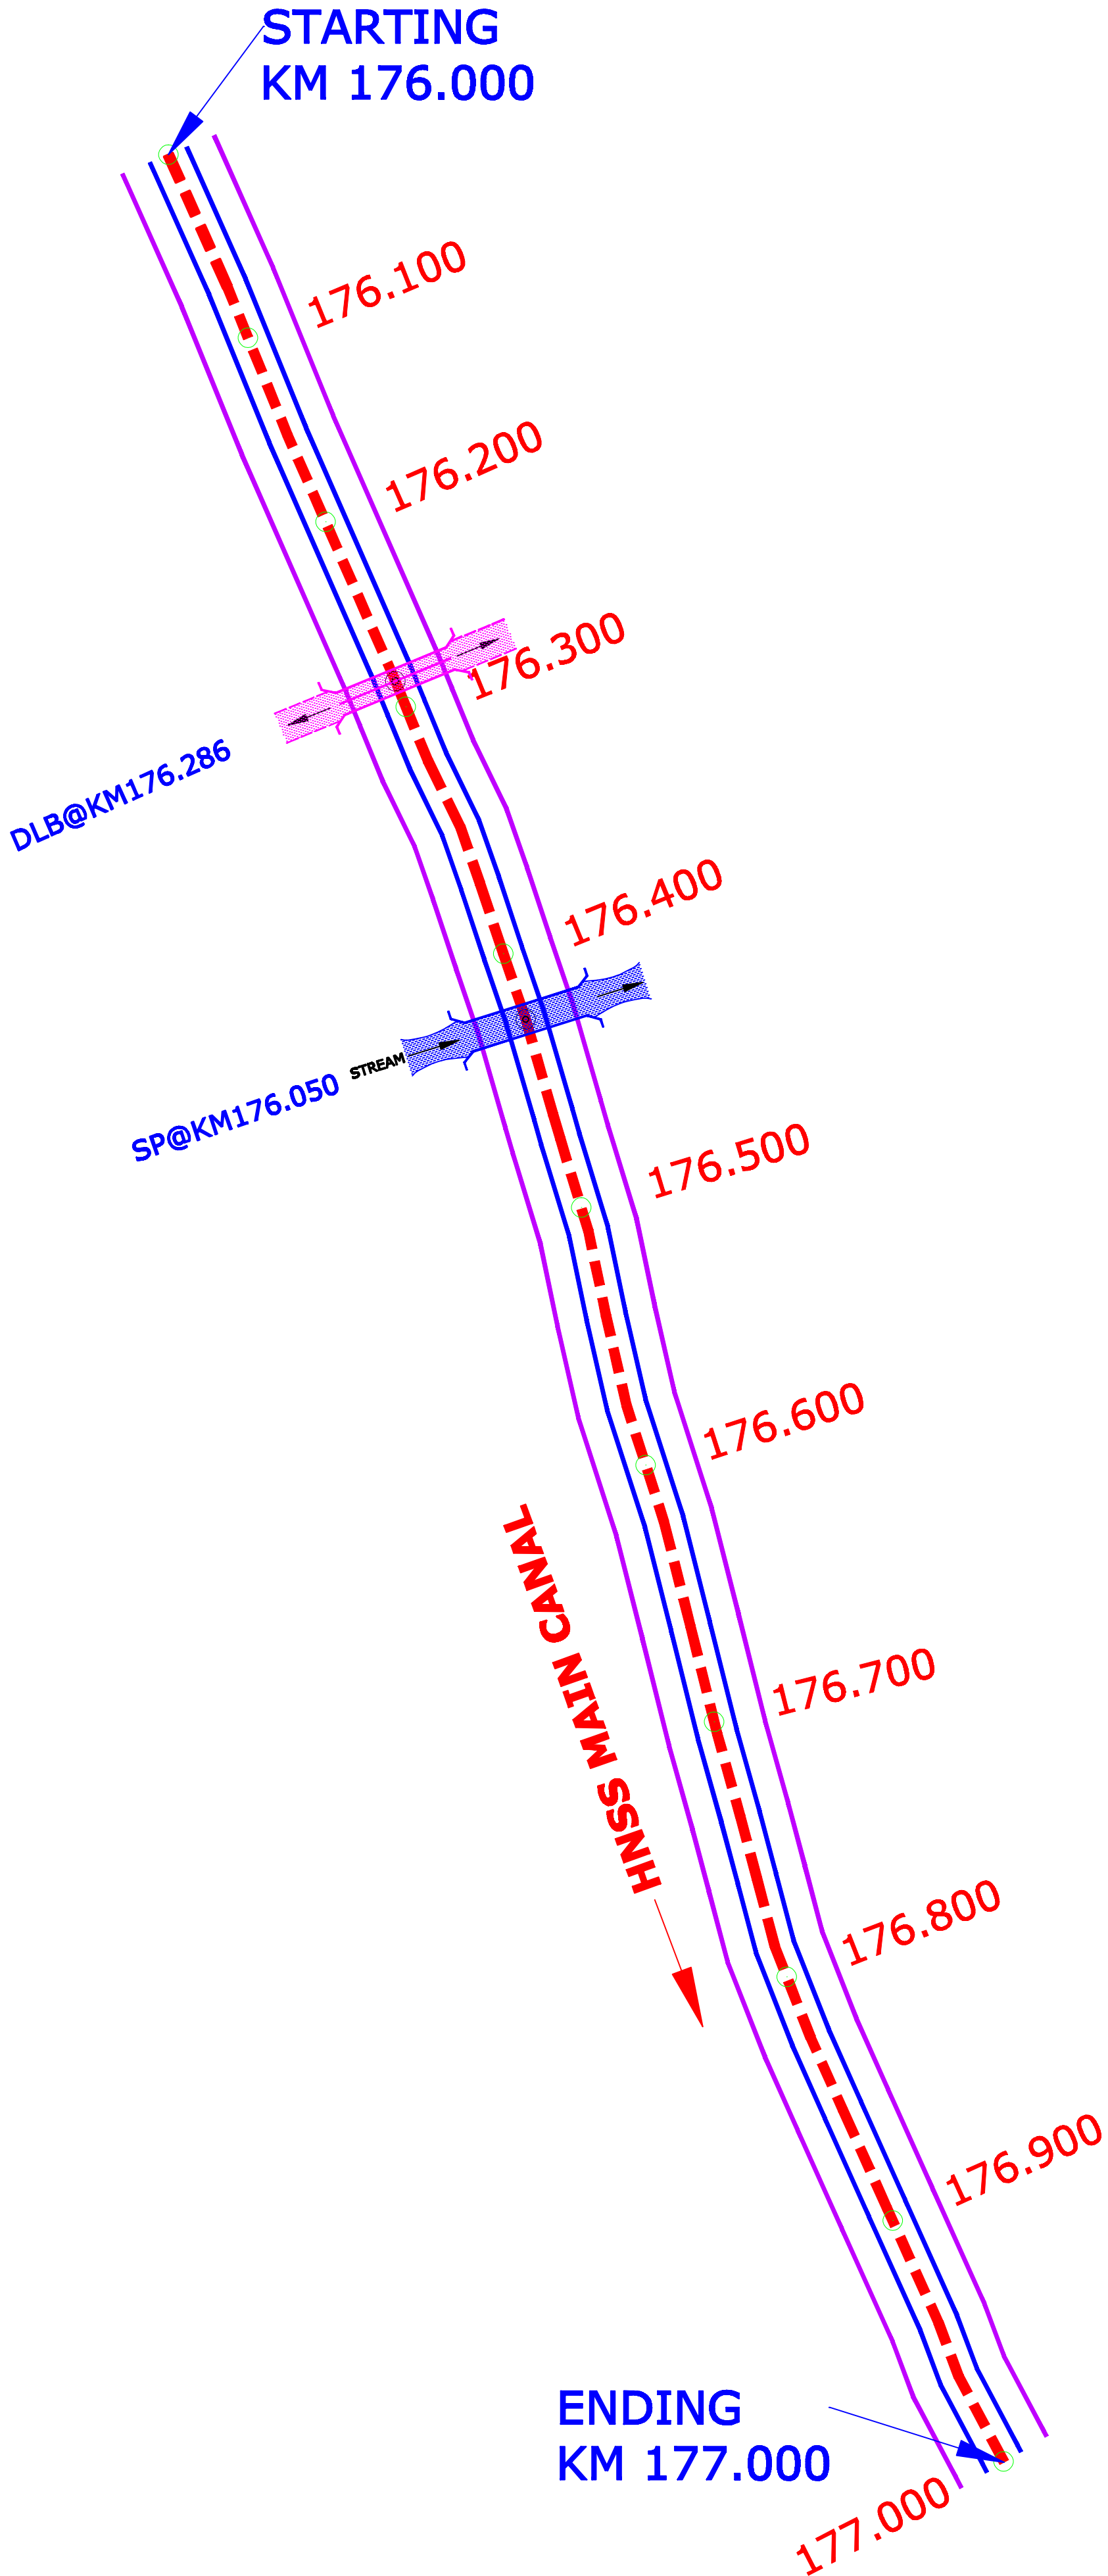 STARTING
KM 176.000
176.100
176.200
176.300
DLB@KM176.286
176.400
STREAM
SP@KM176.050
176.500
176.600
HNSS MAIN CANAL
176.700
176.800
176.900
ENDING
KM 177.000
177.000